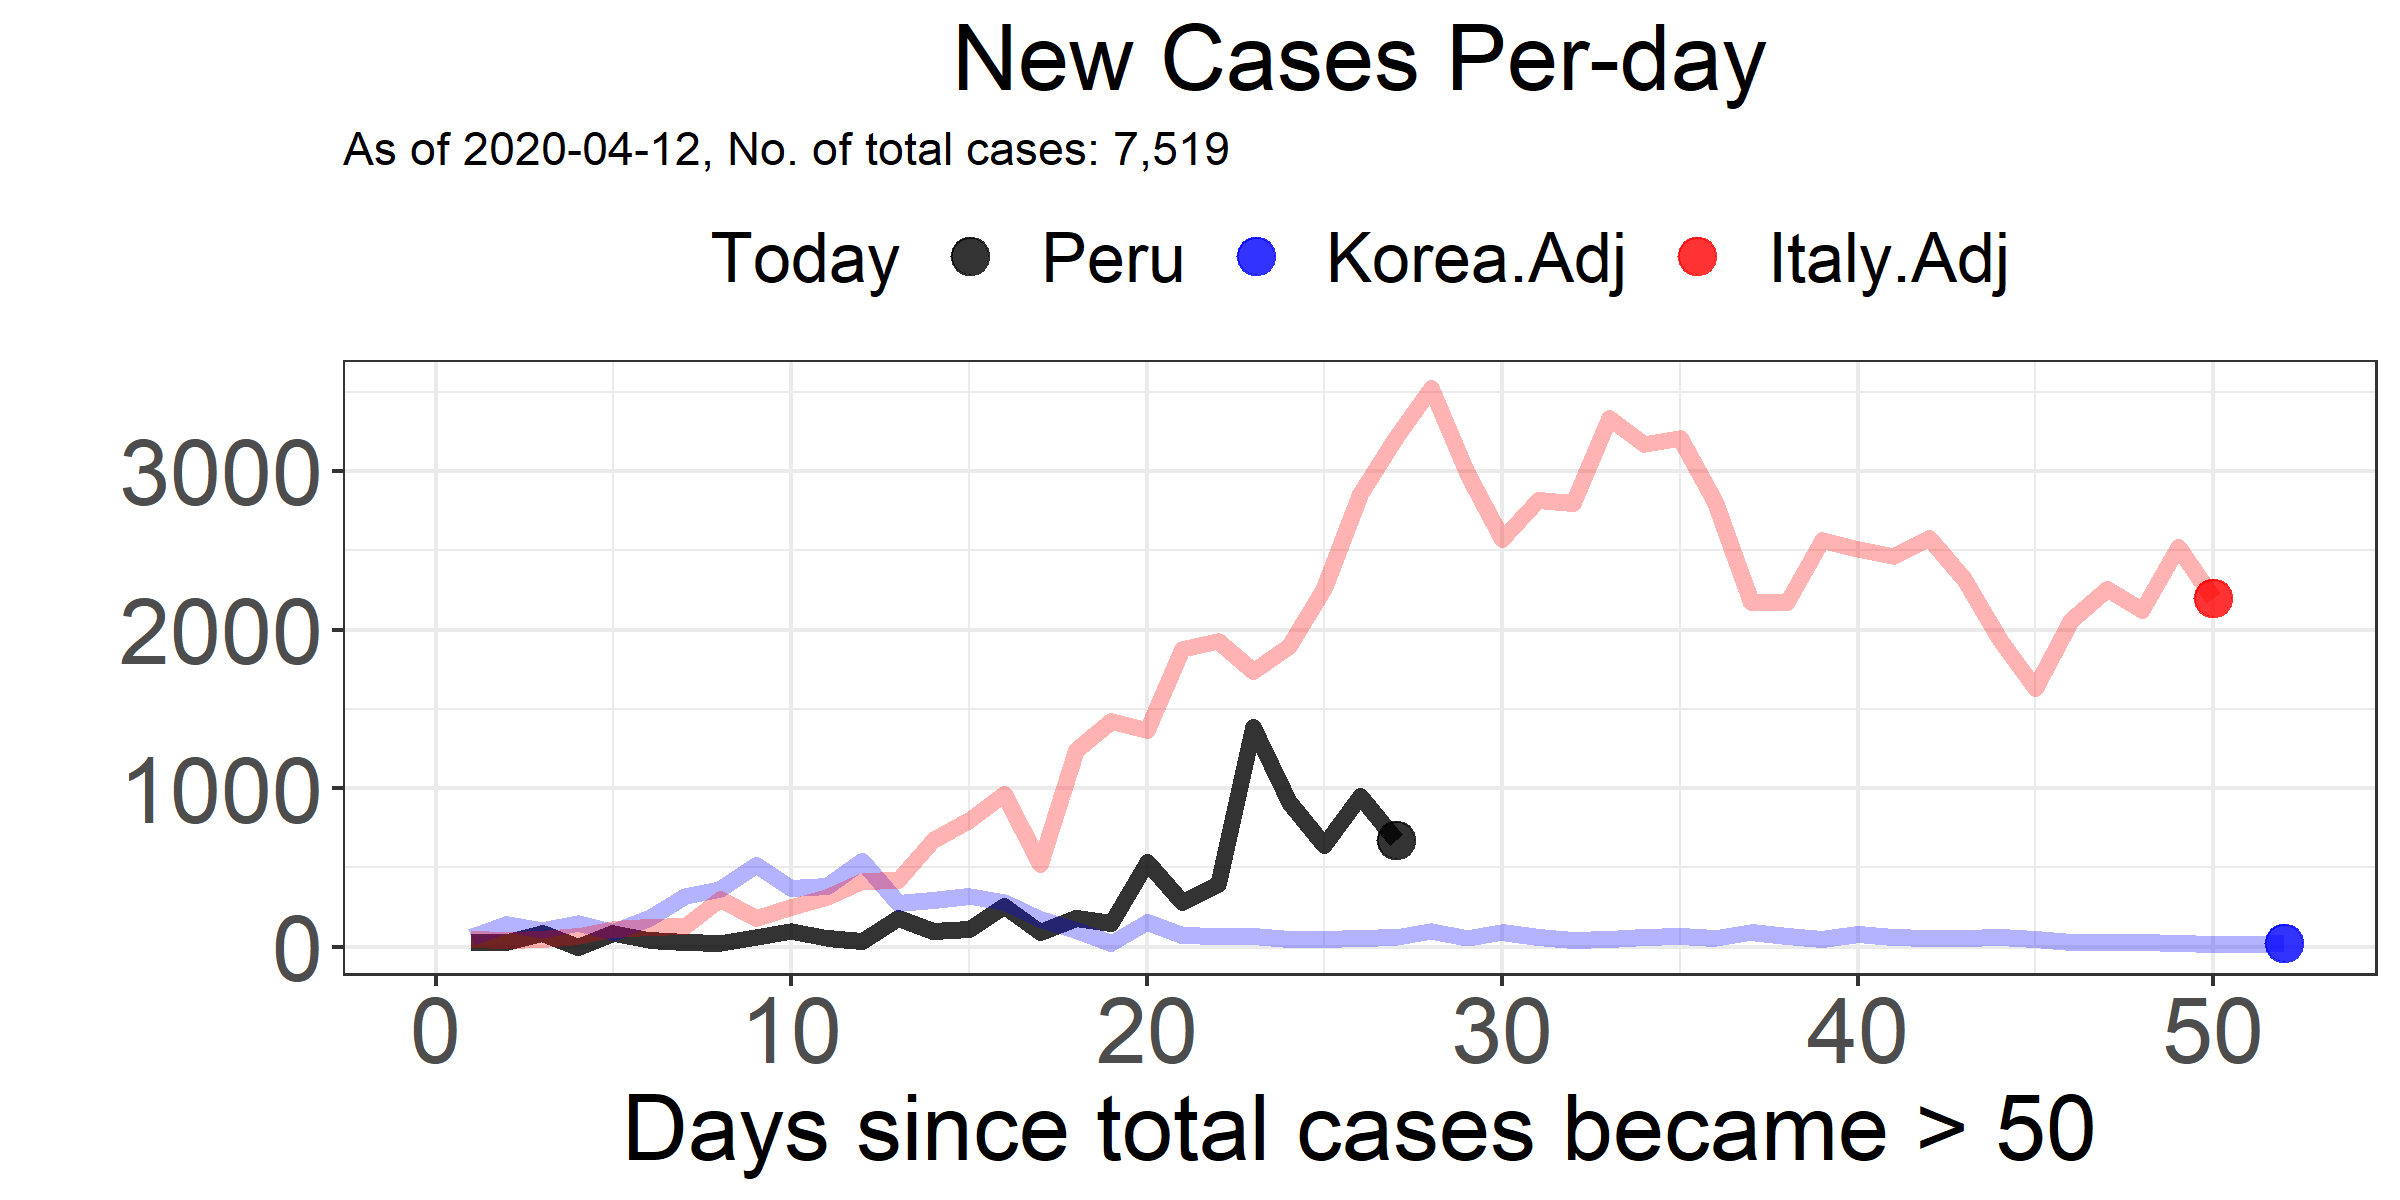 New Cases Per-day
As of 2020-04-12, No. of total cases: 7,519
Today Peru Korea.Adj Italy.Adj
3000
2000
1000
0
0 10 20 30 40 50
Days since total cases became > 50